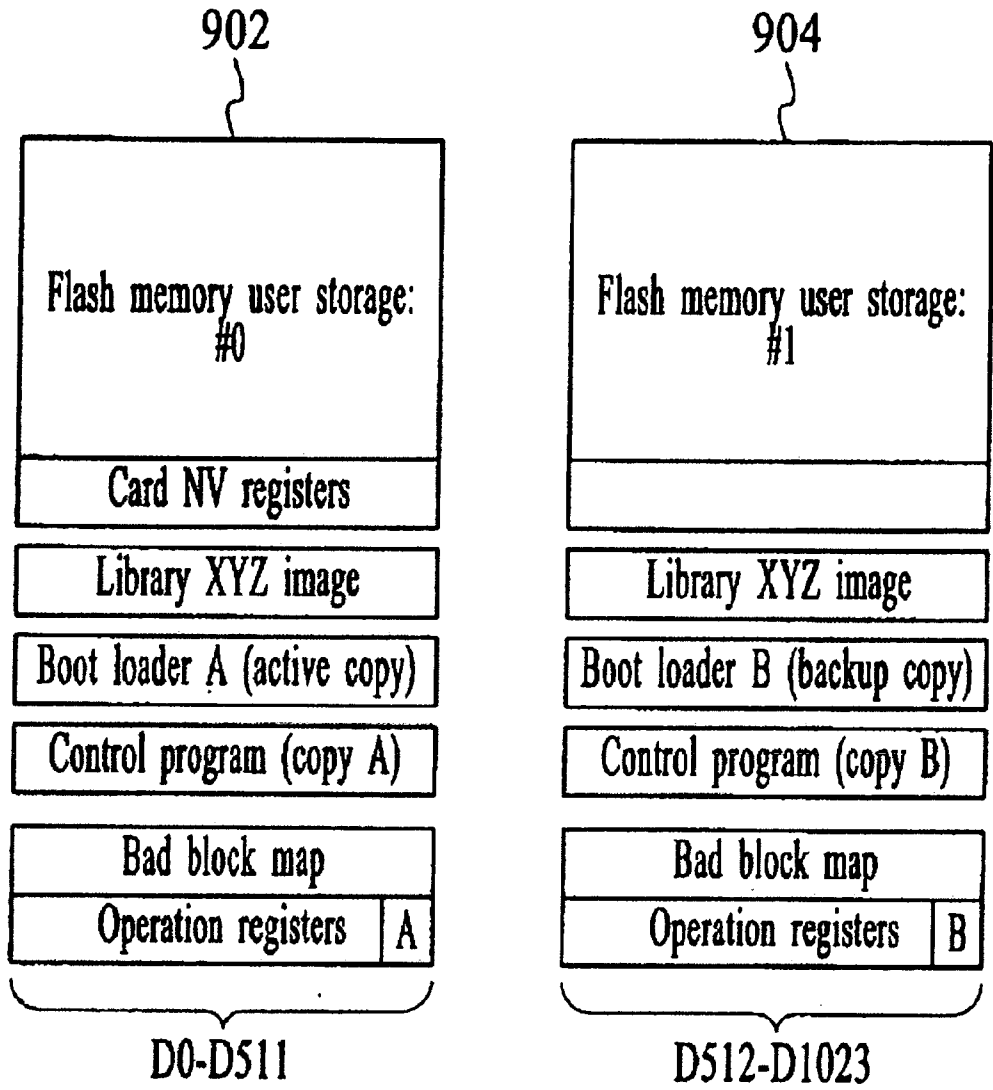 902
Flash memory user storage:
#0
Card NV registers
Library XYZ image
Boot loader A (active copy)
Control program (copy A)
Bad block map
Operation registers A
D0-D511
904
Flash memory user storage:
#1
Library XYZ image
Boot loader B (backup copy)
Control program (copy B)
Bad block map
Operation registers B
D512-D1023